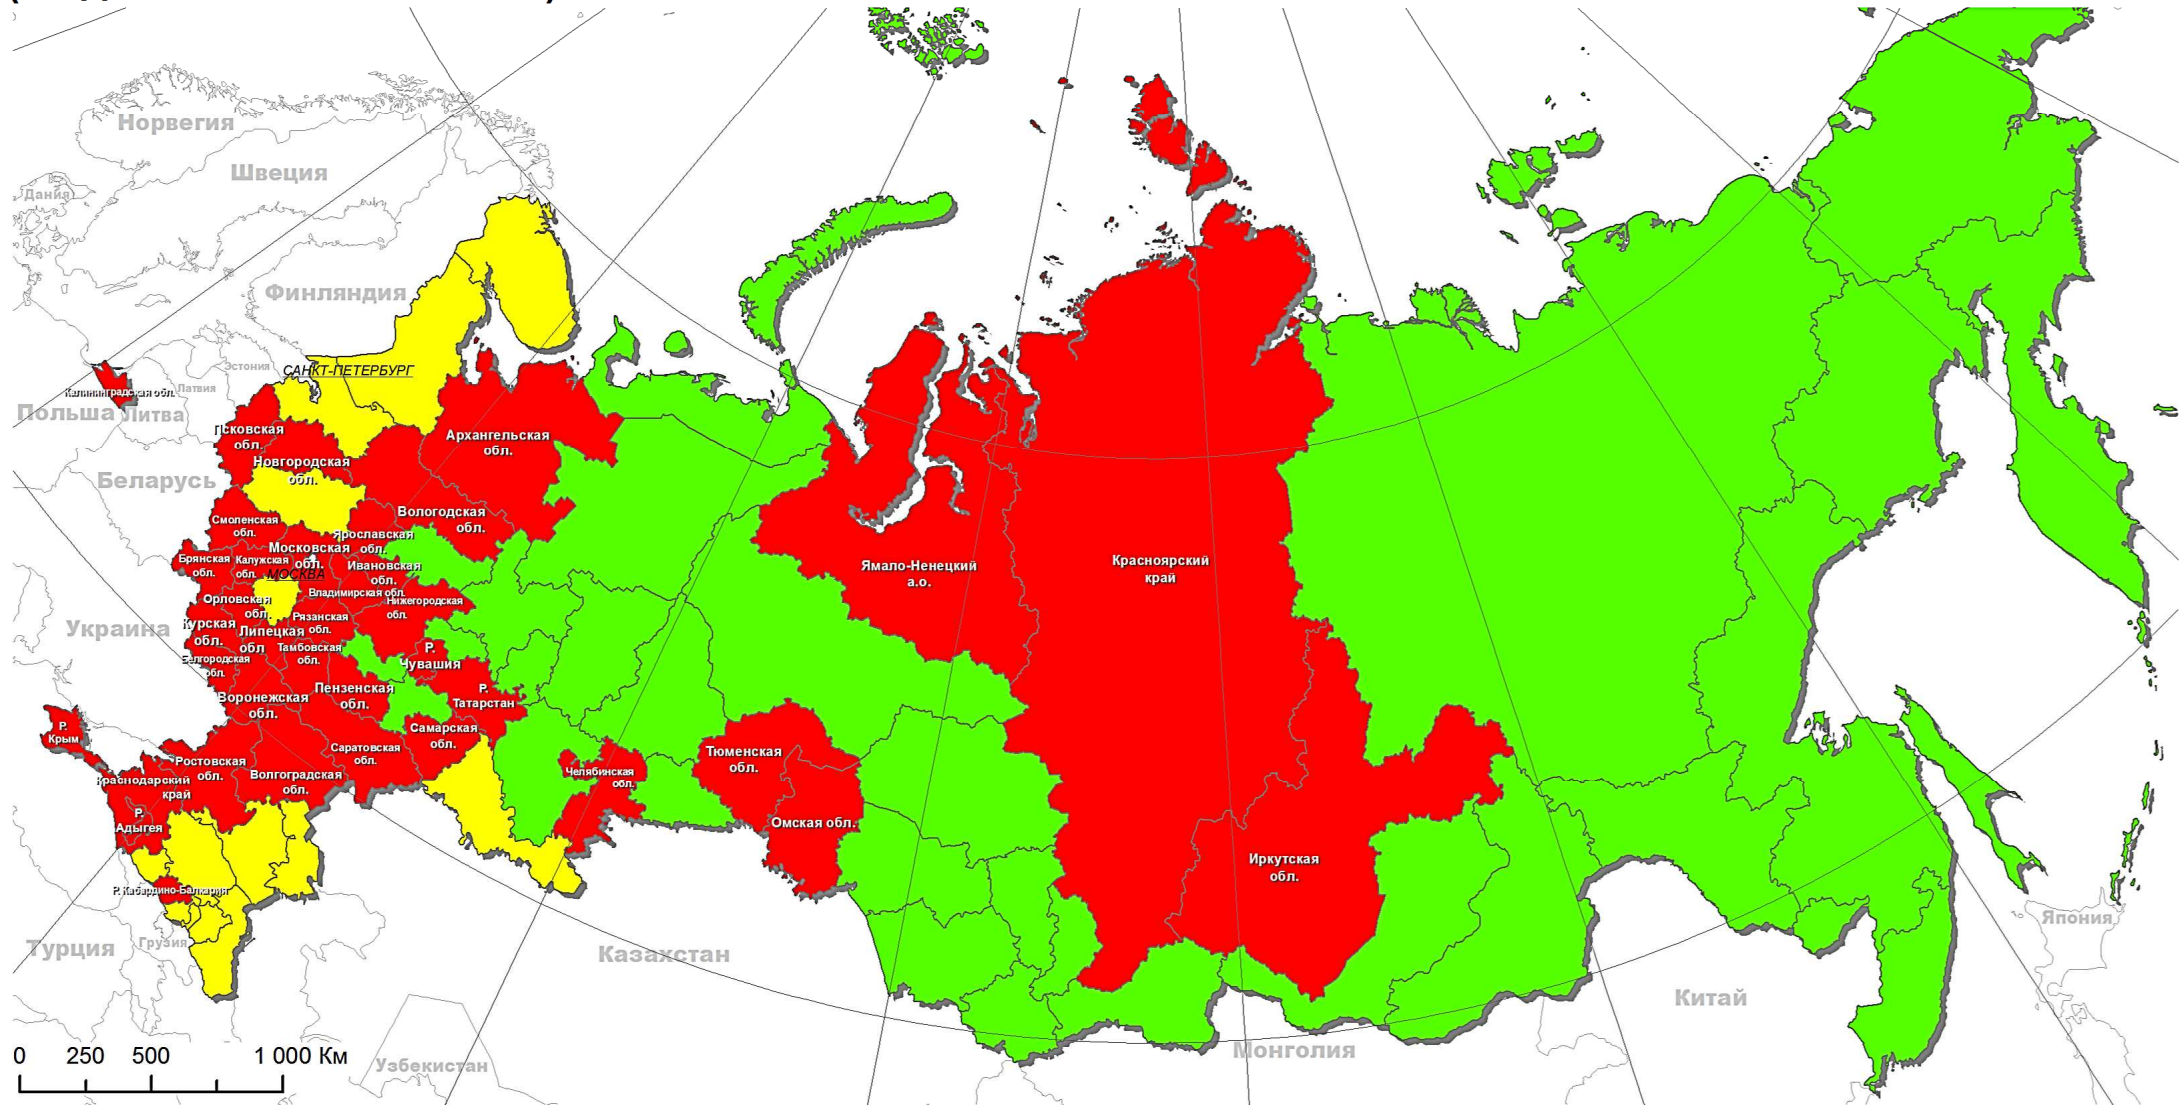 Норвегия
Швеция
Дания
Финляндия
Эстония
САНКТ-ПЕТЕРБУРГ
Латвия
Калининградская обл.
Польша
Литва
Псковская
обл.
Архангельская
обл.
Новгородская
обл.
Беларусь
Вологодская
обл.
Смоленская
обл.
Ярославская
обл.
Московская
обл.
Брянская
обл.
Калужская
обл.
МОСКВА
Ивановская
обл.
Владимирская обл.
Нижегородская
обл.
Орловская
обл.
Рязанская
обл.
Украина
Курская
обл.
Липецкая
обл
Тамбовская
обл.
Р.
Чувашия
Белгородская
обл.
Пензенская
обл.
Воронежская
обл.
Р.
Татарстан
Р.
Крым
Самарская
обл.
Саратовская
обл.
Ростовская
обл.
Волгоградская
обл.
Краснодарский
край
Р.
Адыгея
Р. Кабардино-Балкария
Челябинская
обл.
Тюменская
обл.
Омская обл.
Ямало-Ненецкий
а.о.
Красноярский
край
Иркутская
обл.
Турция
Грузия
Казахстан
Узбекистан
Монголия
Китай
Япония
0 250 500 1 000 Км